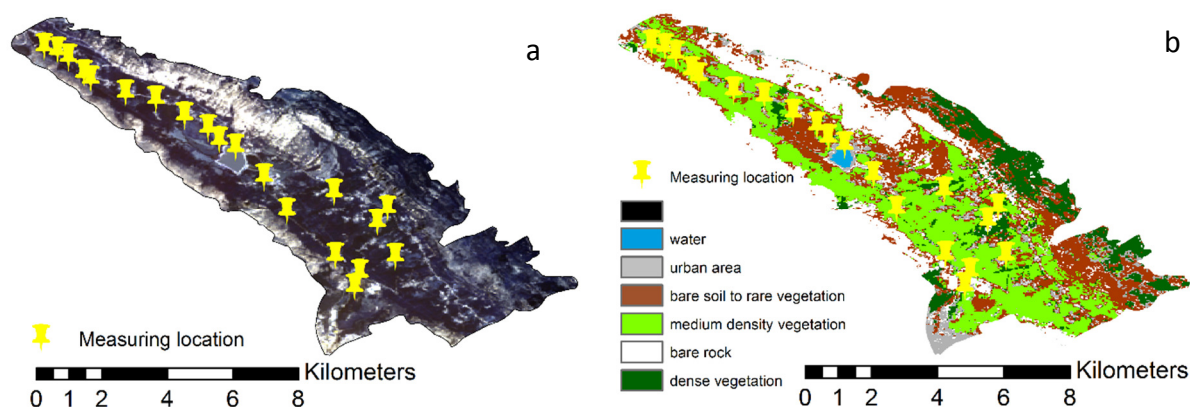 a
Measuring location
Kilometers
0 1 2 4 6 8
b
Measuring location
water
urban area
bare soil to rare vegetation
medium density vegetation
bare rock
dense vegetation
Kilometers
0 1 2 4 6 8